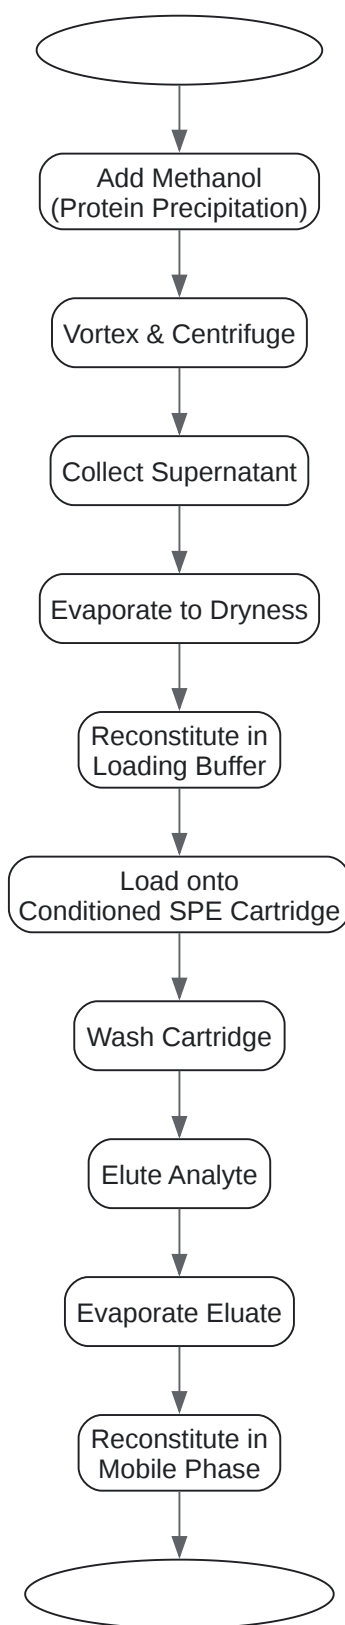 Add Methanol
(Protein Precipitation)
Vortex & Centrifuge
Collect Supernatant
Evaporate to Dryness
Reconstitute in
Loading Buffer
Load onto
Conditioned SPE Cartridge
Wash Cartridge
Elute Analyte
Evaporate Eluate
Reconstitute in
Mobile Phase